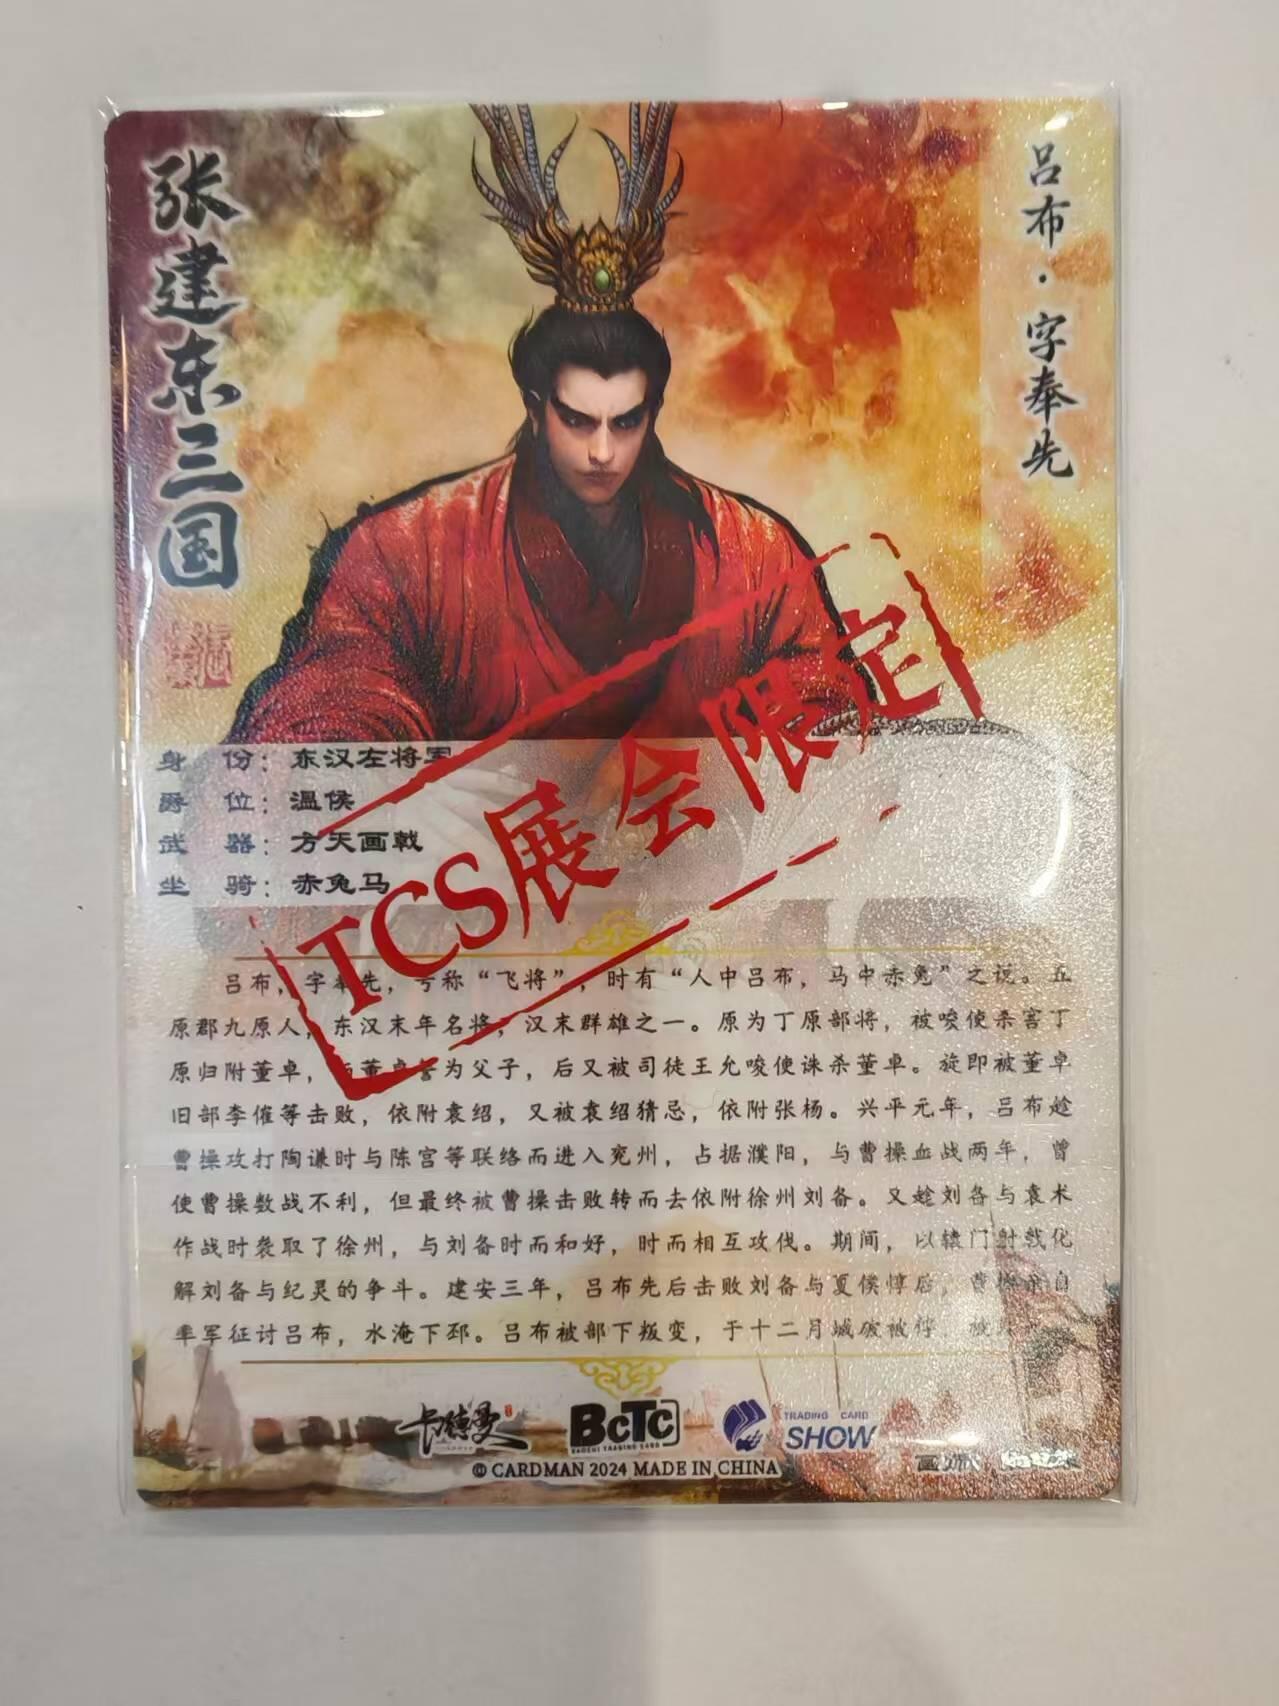 张建东三国
吕布·字奉先
身 份：东汉左将军
爵 位：温侯
武 器：方天画戟
坐 骑：赤兔马
TCS展会限定
吕布，字奉先，号称“飞将”，时有“人中吕布，马中赤兔”之说。五
原郡九原人，东汉末年名将，汉末群雄之一。原为丁原部将，被唆使杀害丁
原归附董卓，与董卓誓为父子，后又被司徒王允唆使诛杀董卓。旋即被董卓
旧部李傕等击败，依附袁绍，又被袁绍猜忌，依附张杨。兴平元年，吕布趁
曹操攻打陶谦时与陈宫等联络而进入兖州，占据濮阳，与曹操血战两年，曾
使曹操数战不利，但最终被曹操击败转而去依附徐州刘备。又趁刘备与袁术
作战时袭取了徐州，与刘备时而和好，时而相互攻伐。期间，以辕门射戟化
解刘备与纪灵的争斗。建安三年，吕布先后击败刘备与夏侯惇后，曹操亲自
率军征讨吕布，水淹下邳。吕布被部下叛变，于十二月城破被俘，被
卡德曼 BCTC TRADING CARD SHOW
BAOCHI TRADING CARD
© CARDMAN 2024 MADE IN CHINA